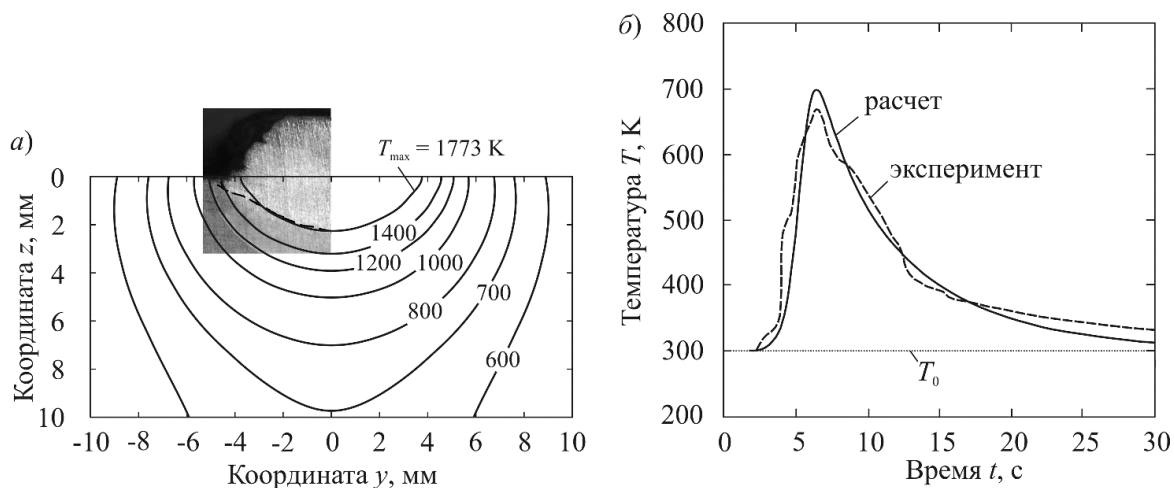 а)
T_max = 1773 K
0
2
4
6
8
10
Координата z, мм
1400
1200
1000
800
700
600
-10 -8 -6 -4 -2 0 2 4 6 8 10
Координата y, мм
б)
800
700
600
500
400
300
200
Температура T, К
расчет
эксперимент
T_0
0 5 10 15 20 25 30
Время t, с